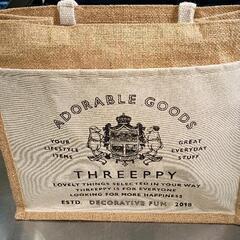 ADORABLE GOODS
YOUR LIFESTYLE ITEMS
GREAT EVERYDAY STUFF
THREEPPY
LOVELY THINGS SELECTED IN YOUR WAY
THREEPPY IS FOR EVERYONE
LOOKING FOR MORE HAPPINESS
ESTD. DECORATIVE FUN 2018